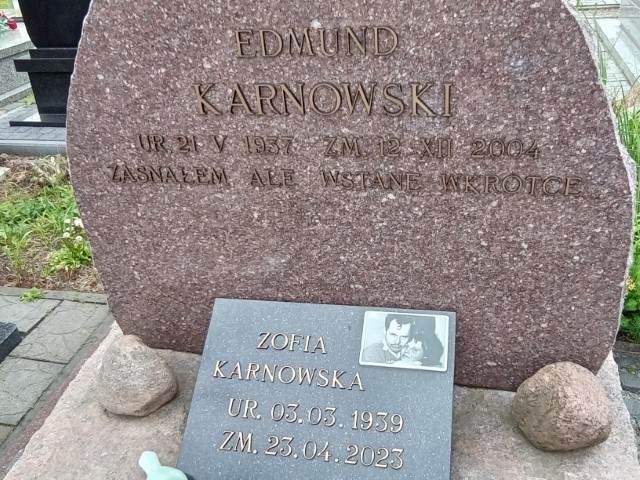 EDMUND
KARNOWSKI
UR. 21 V 1937 ZM. 12 XII 2004
ZASNAŁEM ALE WSTANĘ WKRÓTCE
ZOFIA
KARNOWSKA
UR. 03.03.1939
ZM. 23.04.2023